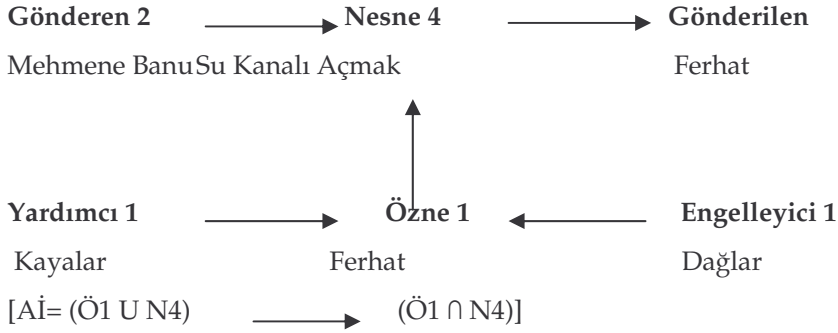 Gönderen 2 Nesne 4 Gönderilen
Mehmene Banu Su Kanalı Açmak Ferhat
Yardımcı 1 Özne 1 Engelleyici 1
Kayalar Ferhat Dağlar
[Aİ= (Ö1 U N4) (Ö1 ∩ N4)]